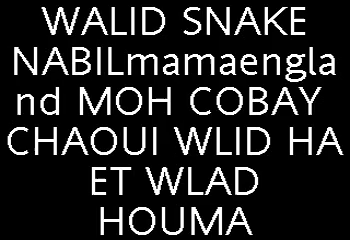 WALID SNAKE
NABILmamaengla
nd MOH COBAY
CHAOUI WLID HA
ET WLAD
HOUMA